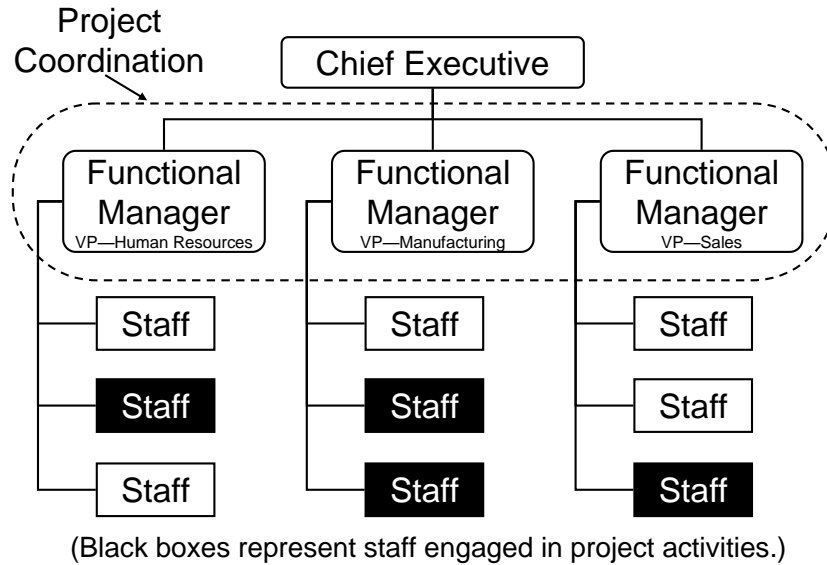 Project
Coordination
Chief Executive
Functional
Manager
VP—Human Resources
Functional
Manager
VP—Manufacturing
Functional
Manager
VP—Sales
Staff
Staff
Staff
Staff
Staff
Staff
Staff
Staff
Staff
(Black boxes represent staff engaged in project activities.)